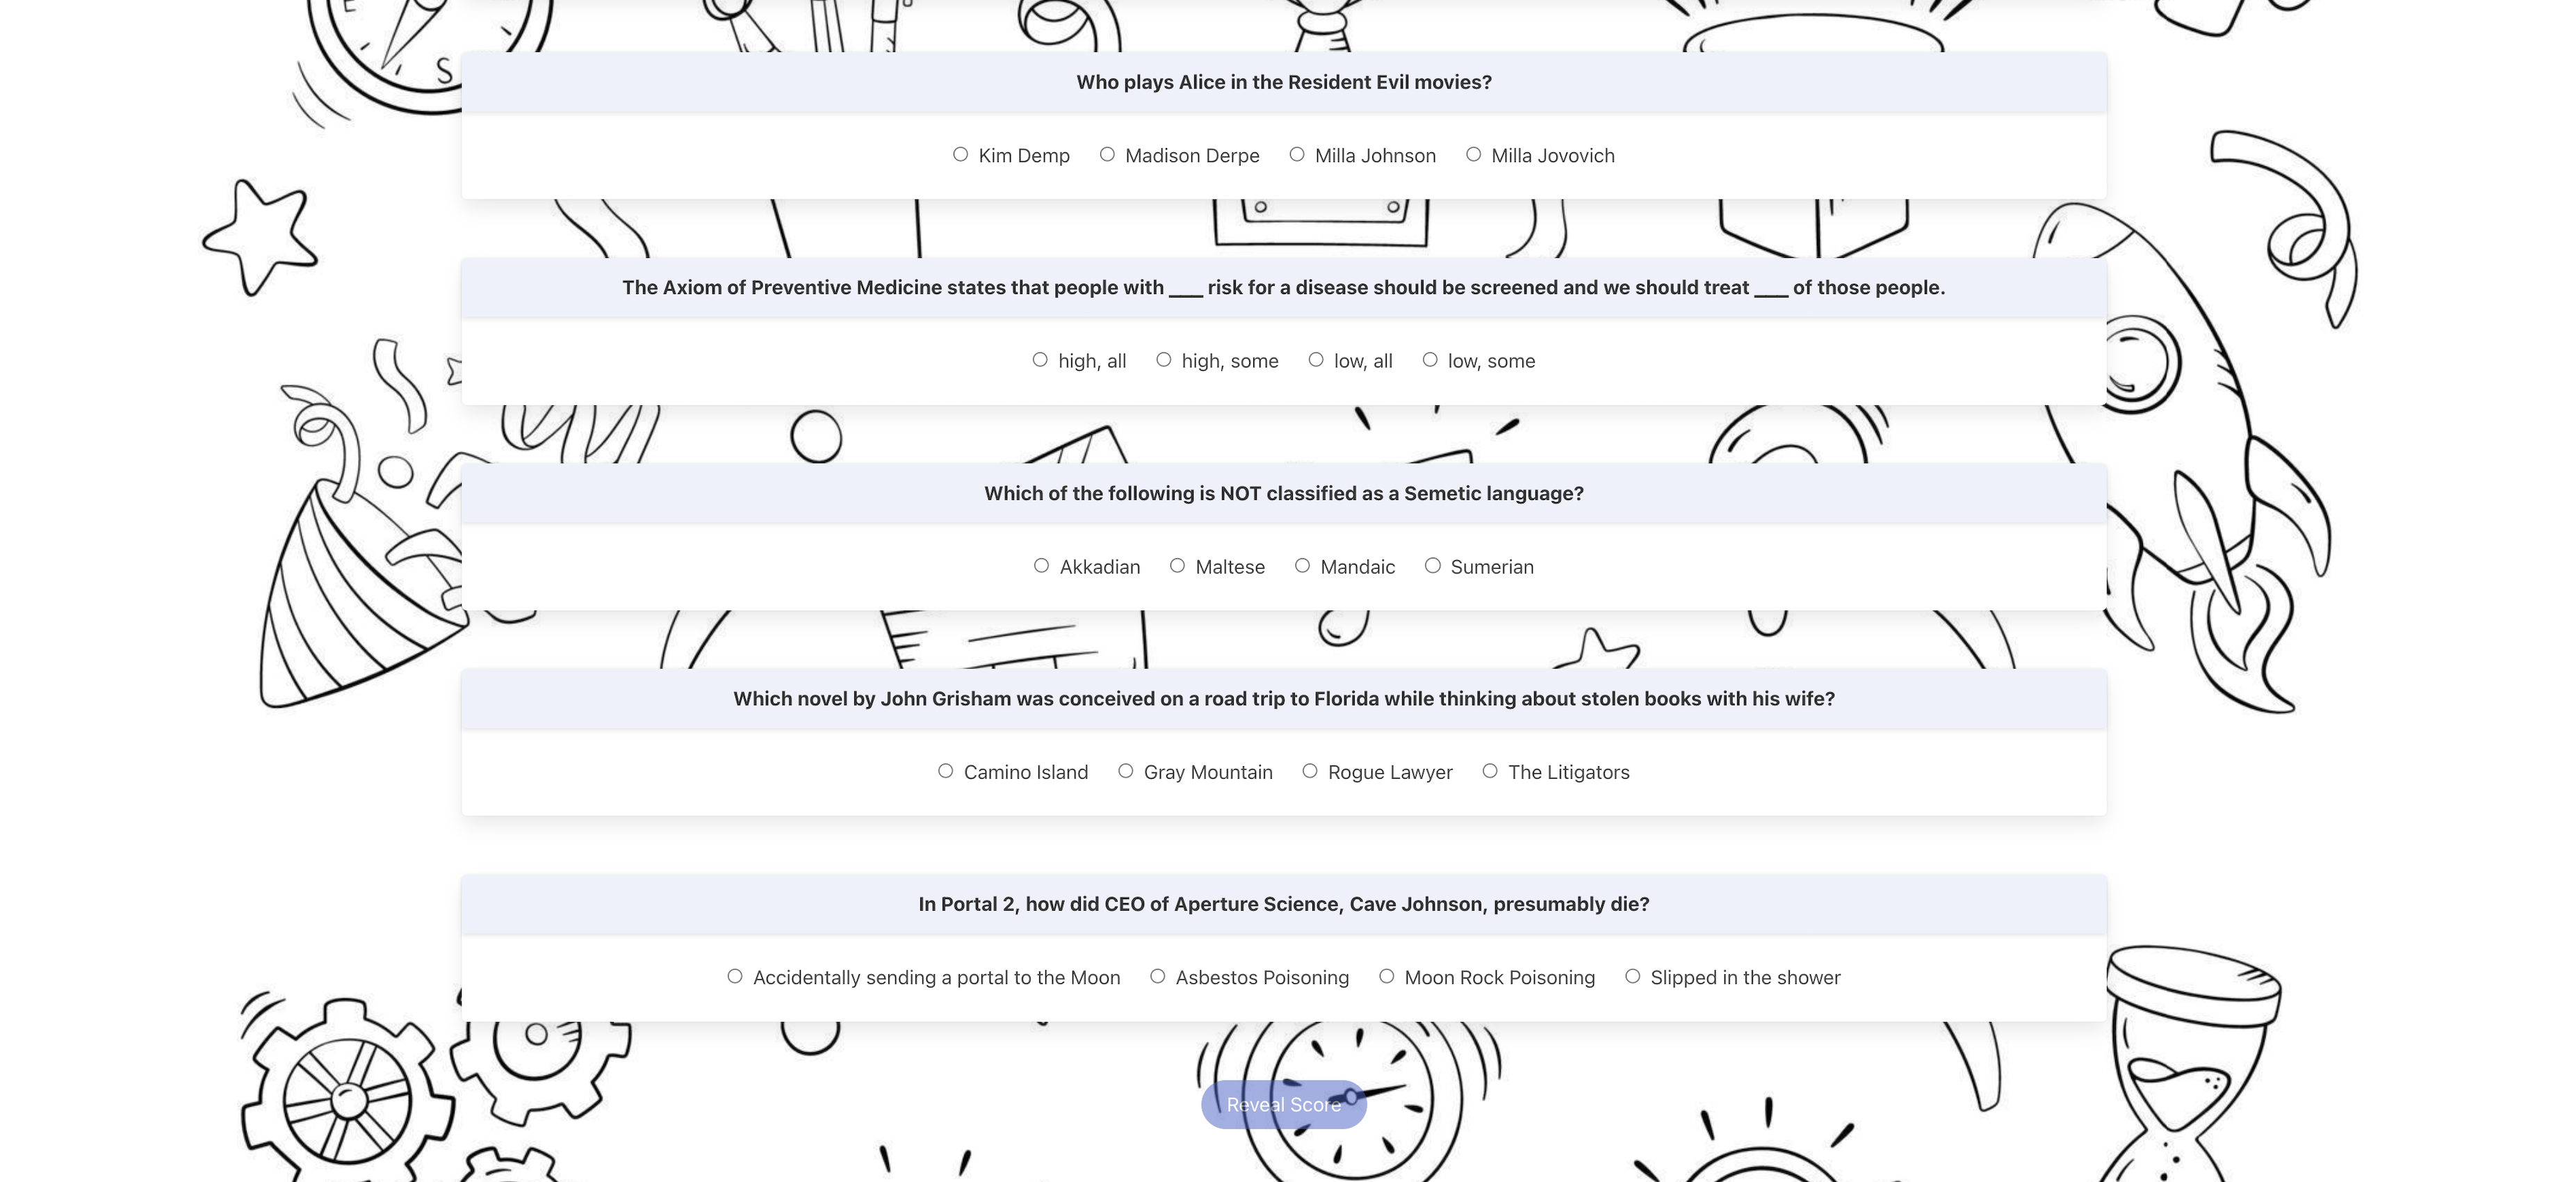 E
S
Who plays Alice in the Resident Evil movies?
Kim Demp Madison Derpe Milla Johnson Milla Jovovich
The Axiom of Preventive Medicine states that people with ___ risk for a disease should be screened and we should treat ___ of those people.
high, all high, some low, all low, some
Which of the following is NOT classified as a Semetic language?
Akkadian Maltese Mandaic Sumerian
Which novel by John Grisham was conceived on a road trip to Florida while thinking about stolen books with his wife?
Camino Island Gray Mountain Rogue Lawyer The Litigators
In Portal 2, how did CEO of Aperture Science, Cave Johnson, presumably die?
Accidentally sending a portal to the Moon Asbestos Poisoning Moon Rock Poisoning Slipped in the shower
Reveal Score